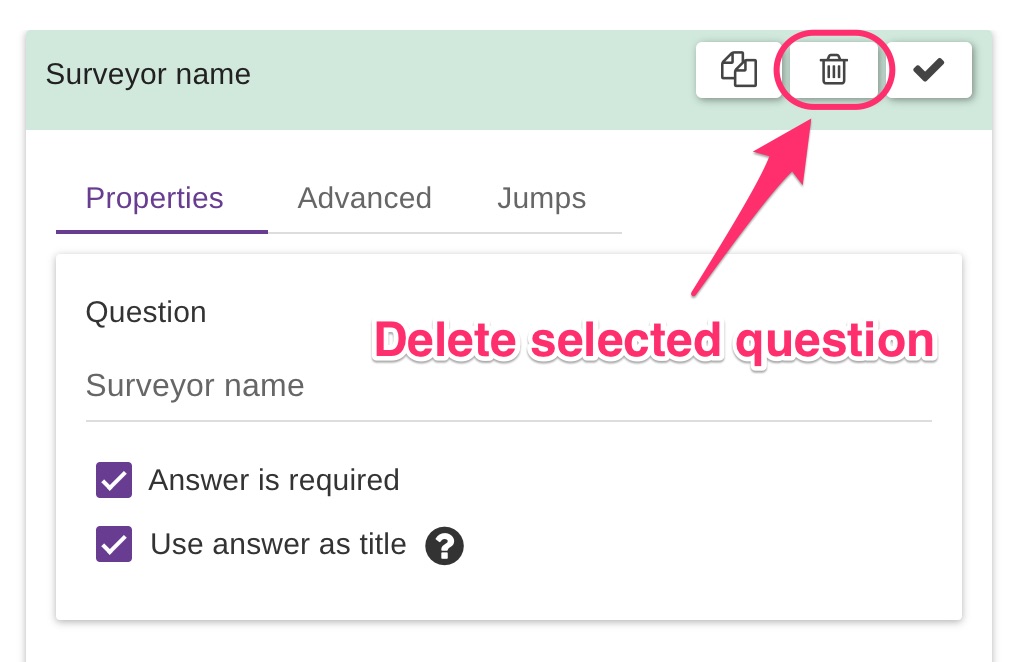 Surveyor name
Properties Advanced Jumps
Question
Delete selected question
Surveyor name
Answer is required
Use answer as title ?